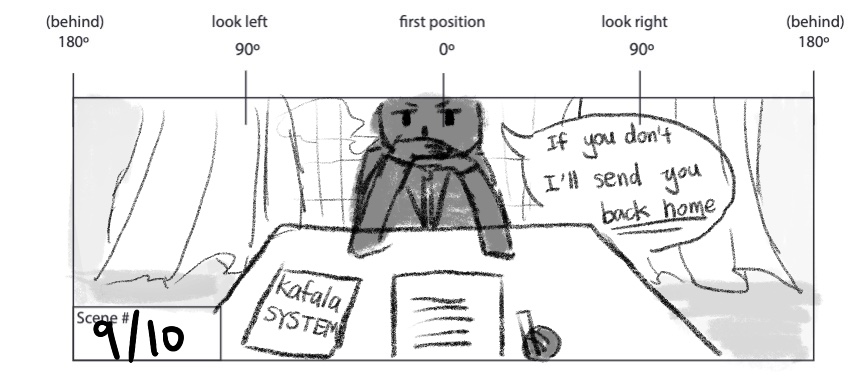 (behind)
180º
look left
90º
first position
0º
look right
90º
(behind)
180º
If you don't
I'll send you
back home
kafala
SYSTEM
Scene #
9/10